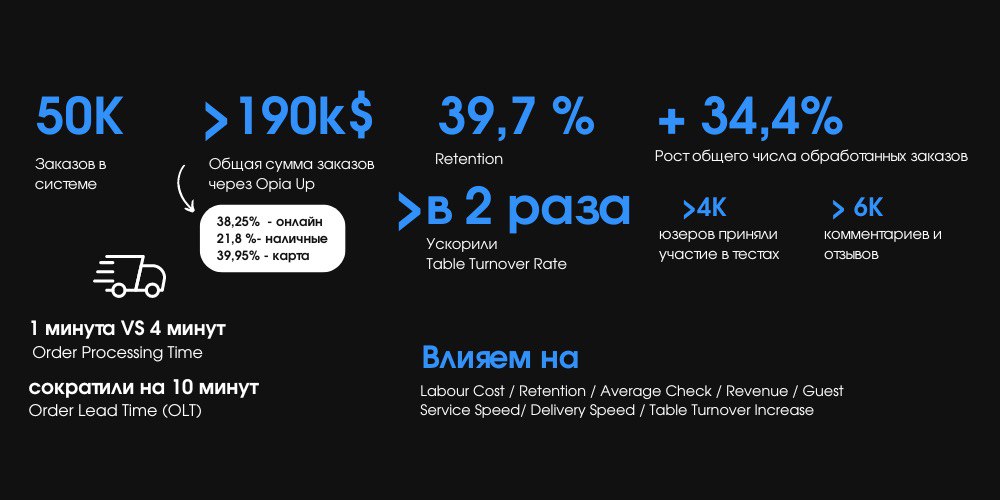 50K
Заказов в
системе
>190k$
Общая сумма заказов
через Opia Up
38,25% - онлайн
21,8 %- наличные
39,95% - карта
39,7 %
Retention
+ 34,4%
Рост общего числа обработанных заказов
>в 2 раза
Ускорили
Table Turnover Rate
>4K
юзеров приняли
участие в тестах
> 6K
комментариев и
отзывов
1 минута VS 4 минут
Order Processing Time
сократили на 10 минут
Order Lead Time (OLT)
Влияем на
Labour Cost / Retention / Average Check / Revenue / Guest
Service Speed/ Delivery Speed / Table Turnover Increase